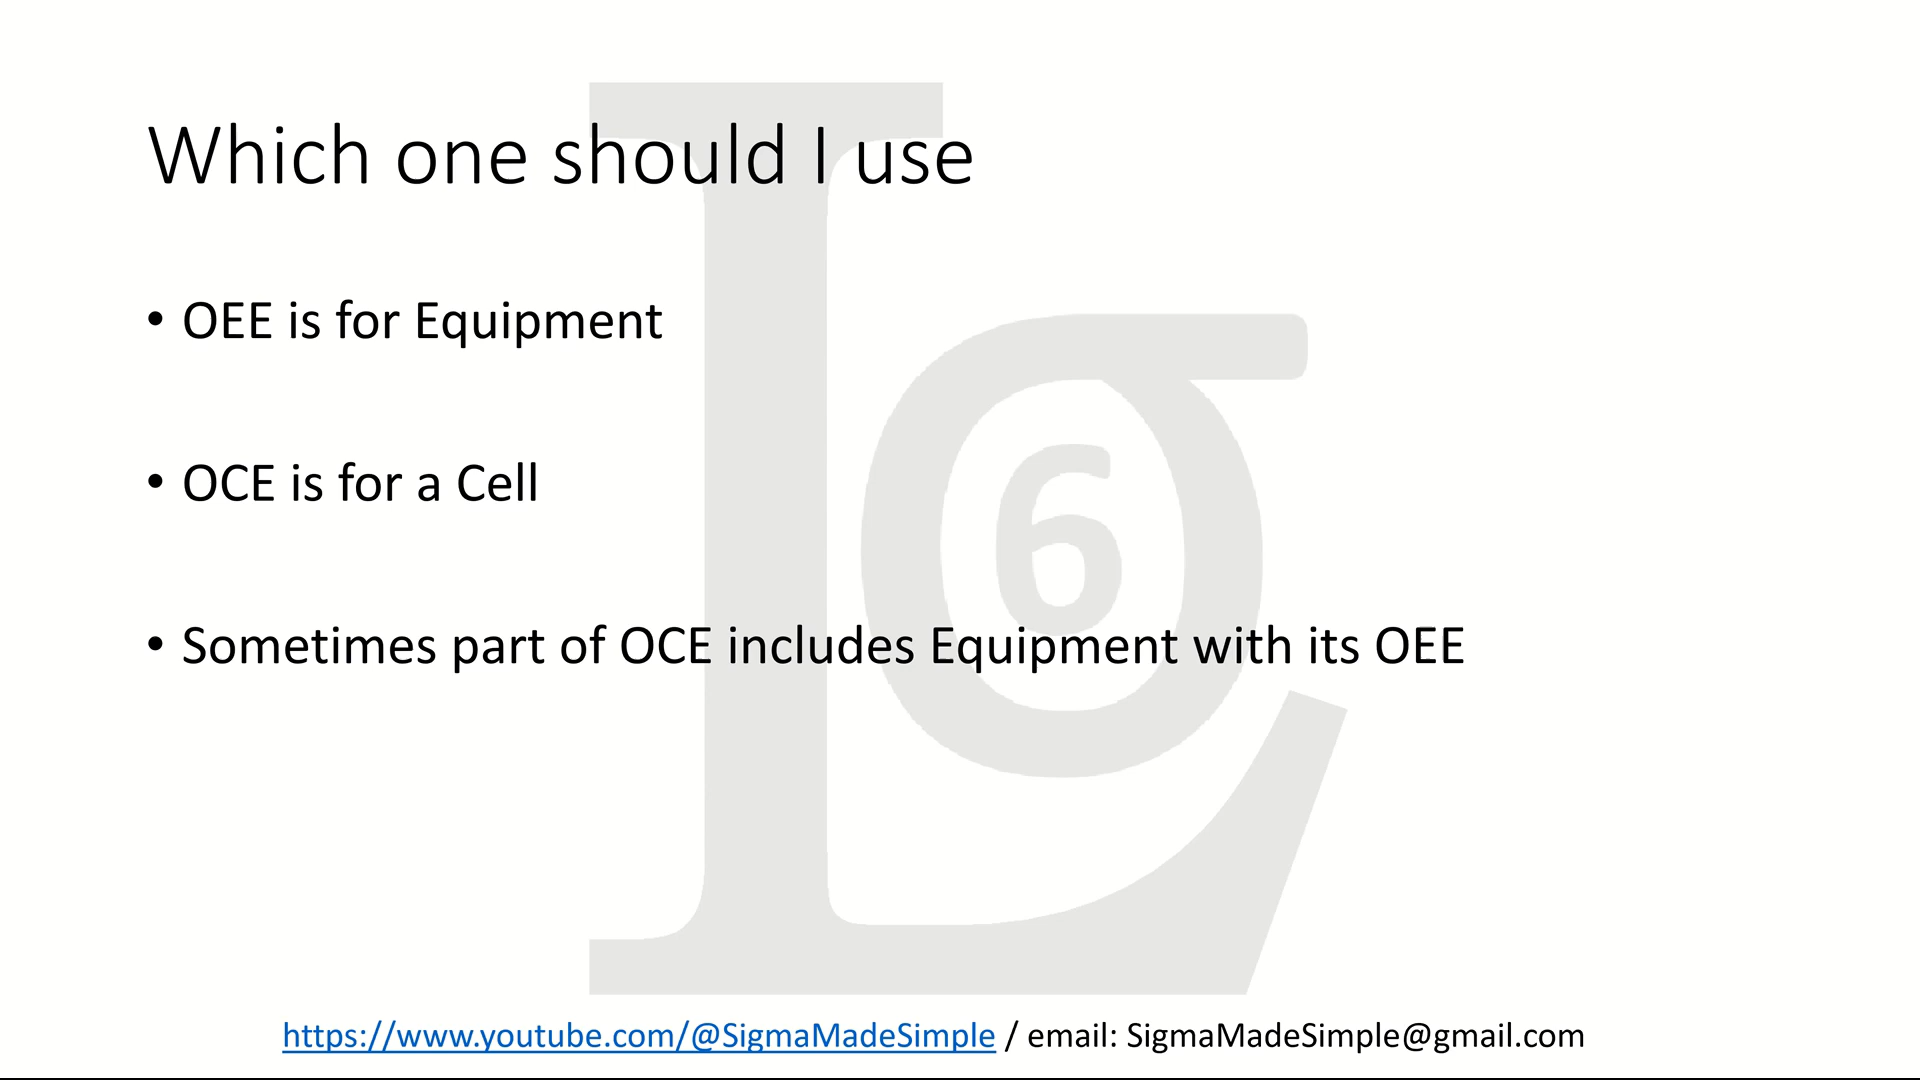 Which one should I use
• OEE is for Equipment
• OCE is for a Cell
• Sometimes part of OCE includes Equipment with its OEE
L
σ
6
https://www.youtube.com/@SigmaMadeSimple / email: SigmaMadeSimple@gmail.com